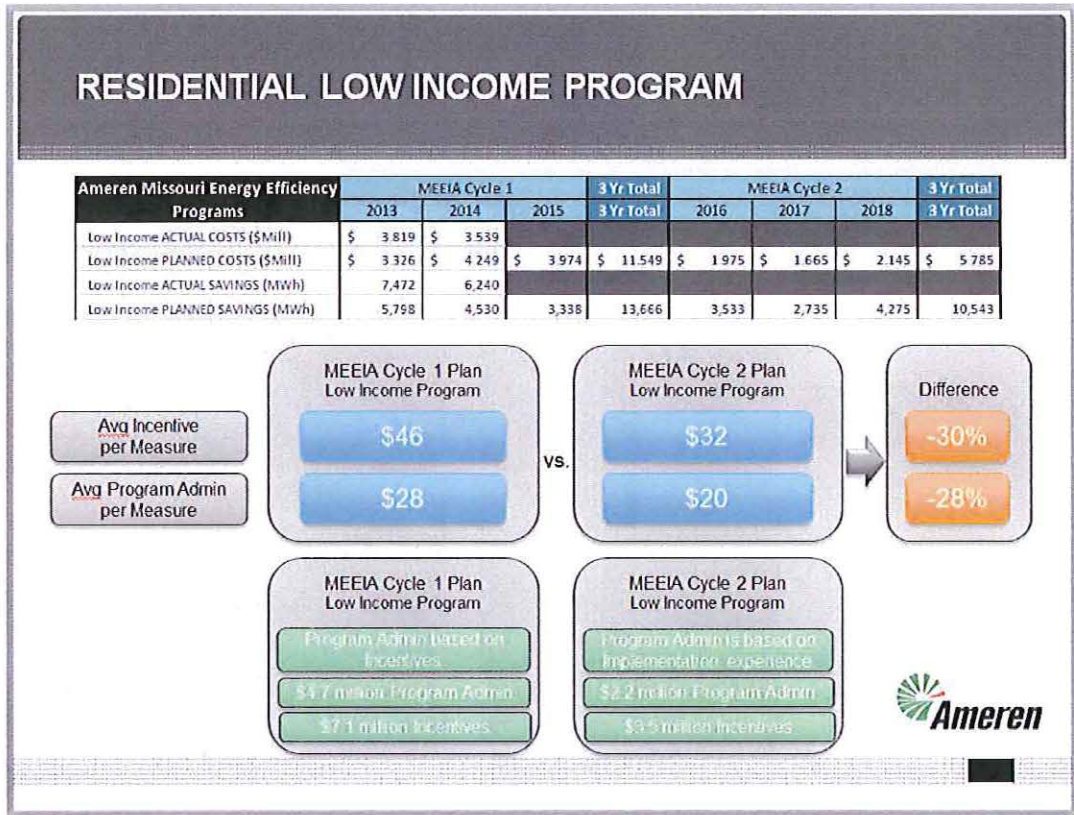 RESIDENTIAL LOW INCOME PROGRAM
Ameren Missouri Energy Efficiency Programs MEEIA Cycle 1 3 Yr Total MEEIA Cycle 2 3 Yr Total
2013 2014 2015 3 Yr Total 2016 2017 2018 3 Yr Total
Low Income ACTUAL COSTS ($Mill) $ 3.819 $ 3.539
Low Income PLANNED COSTS ($Mill) $ 3.326 $ 4.249 $ 3.974 $ 11.549 $ 1.975 $ 1.665 $ 2.145 $ 5.785
Low Income ACTUAL SAVINGS (MWh) 7,472 6,240
Low Income PLANNED SAVINGS (MWh) 5,798 4,530 3,338 13,666 3,533 2,735 4,275 10,543
MEEIA Cycle 1 Plan
Low Income Program
MEEIA Cycle 2 Plan
Low Income Program
Difference
Avg Incentive
per Measure
$46
$32
-30%
vs.
Avg Program Admin
per Measure
$28
$20
-28%
MEEIA Cycle 1 Plan
Low Income Program
Program Admin based on
Incentives
$4.7 million Program Admin
$7.1 million Incentives
MEEIA Cycle 2 Plan
Low Income Program
Program Admin is based on
Implementation experience
$2.2 million Program Admin
$3.5 million Incentives
Ameren